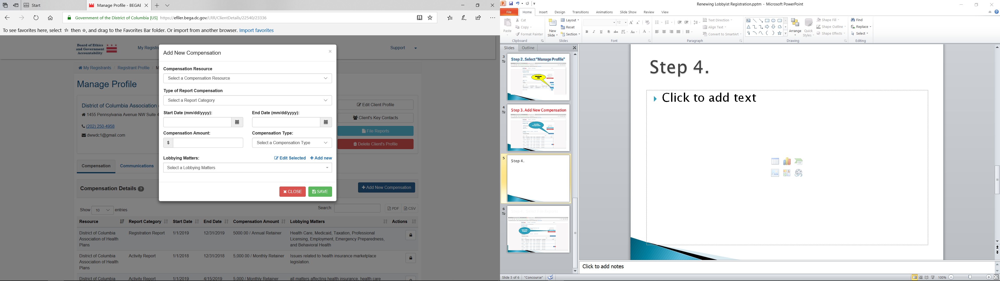 Start
Manage Profile - BEGAE
Government of the District of Columbia [US] https://efiler.bega.dc.gov/LRR/ClientDetails/22540/23336
To see favorites here, select then ☆, and drag to the Favorites Bar folder. Or import from another browser. Import favorites
Board of Ethics
and Government
Accountability
My Registra
Support
My Registrants / Registrant Profile / M
Manage Profile
District of Columbia Association
1455 Pennsylvania Avenue NW Suite 4
(202) 250-4958
dwwdc1@gmail.com
Edit Client Profile
Client's Key Contacts
File Reports
Delete Client's Profile
Add New Compensation
×
Compensation Resource
Select a Compensation Resource
Type of Report Compensation
Select a Report Category
Start Date (mm/dd/yyyy): End Date (mm/dd/yyyy):
Compensation Amount: Compensation Type:
$ Select a Compensation Type
Lobbying Matters: Edit Selected + Add new
Select a Lobbying Matters
CLOSE SAVE
Compensation Communications
Compensation Details ?
+ Add New Compensation
Show 10 entries
Search:
PDF CSV
Resource Report Category Start Date End Date Compensation Amount Lobbying Matters Actions
District of Columbia Registration Report 1/1/2019 12/31/2019 5000.00 / Annual Retainer Health Care, Medicaid, Taxation, Professional
Association of Health Licensing, Employment, Emergency Preparedness,
Plans and Behavioral Health
District of Columbia Activity Report 1/1/2018 12/31/2018 5,000.00 / Monthly Retainer Issues related to health insurance marketplace
Association of Health legislation.
Plans
District of Columbia Activity Report 1/1/2019 4/15/2019 5,000 / Monthly Retainer all matters affecting health insurance, health care
Renewing Lobbyist Registration.pptm - Microsoft PowerPoint
File Home Insert Design Transitions Animations Slide Show Review View
Paste
Cut
Copy
Format Painter
Clipboard
New
Slide
Layout
Reset
Section
Slides
12
B I U S abc AV Aa A
Font
Text Direction
Align Text
Convert to SmartArt
Paragraph
Arrange
Quick
Styles
Shape Fill
Shape Outline
Shape Effects
Drawing
Find
Replace
Select
Editing
Slides Outline
3
Step 2. Select "Manage Profile"
4
Step 3. Add New Compensation
5
Step 4.
6
Step 4.
Click to add text
Click to add notes
Slide 5 of 6 "Concourse"
100%